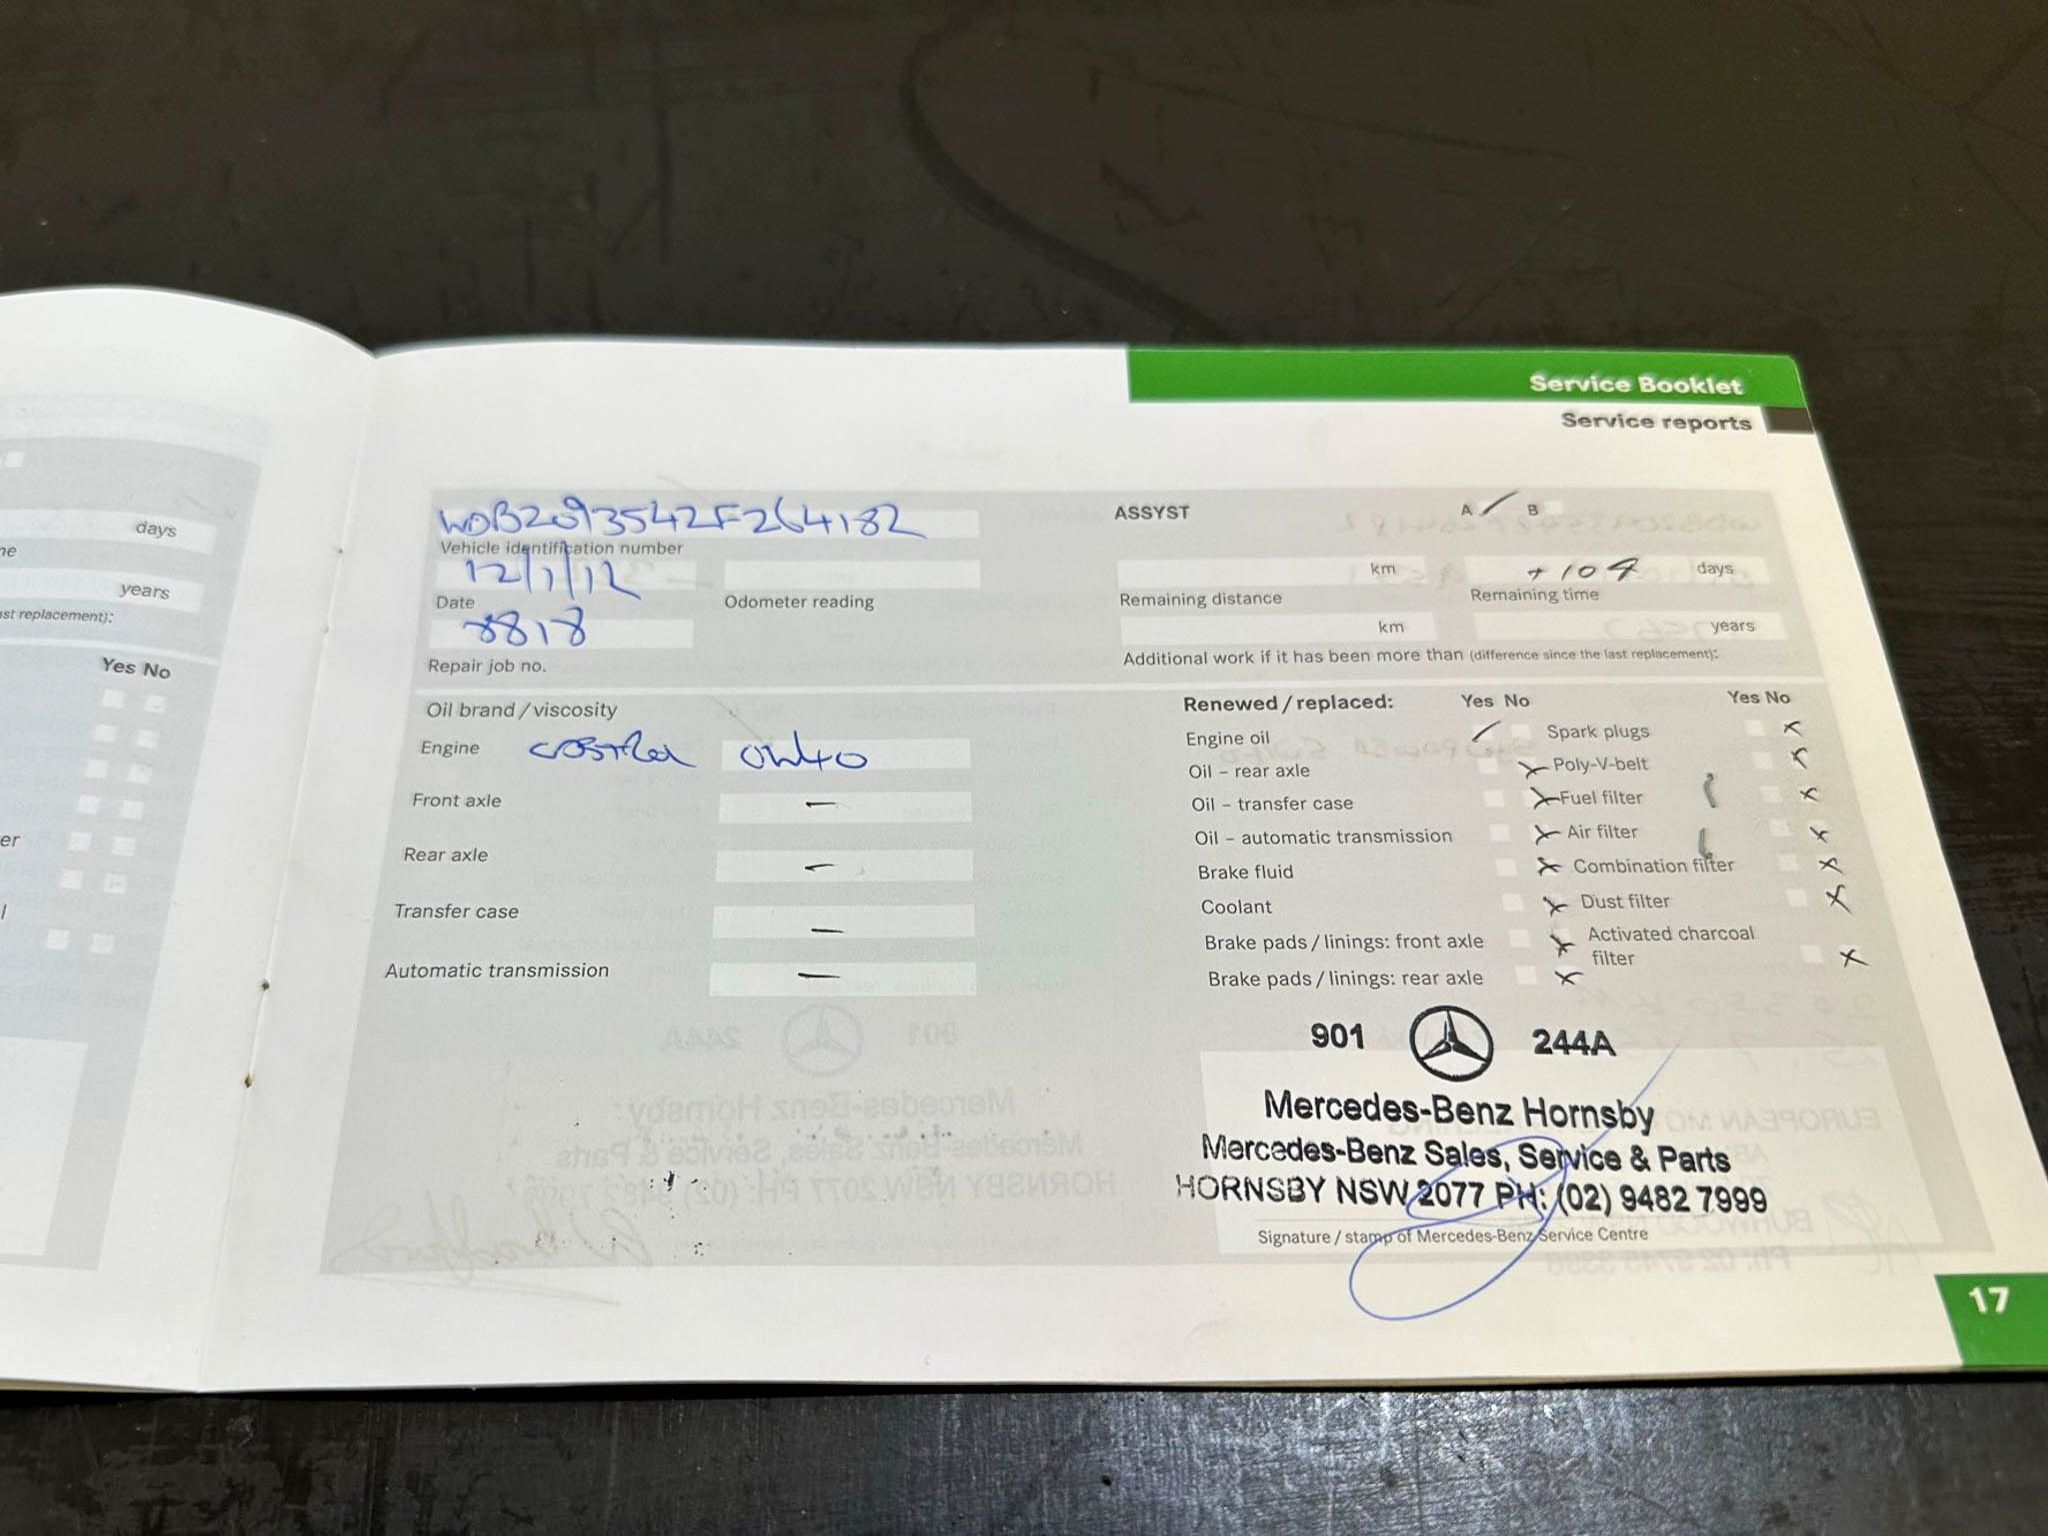 Service Booklet
Service reports
WDB2093542F264182
Vehicle identification number
12/1/12
Date
Odometer reading
8818
Repair job no.
ASSYST A / B
km
+ 104 days
Remaining distance
Remaining time
km
years
Additional work if it has been more than (difference since the last replacement):
Oil brand / viscosity
Engine
0W40
Front axle –
Rear axle –
Transfer case –
Automatic transmission –
Renewed / replaced: Yes No
Yes No
Engine oil /
Oil – rear axle x
Oil – transfer case x
Oil – automatic transmission x
Brake fluid x
Coolant x
Brake pads / linings: front axle x
Brake pads / linings: rear axle x
Spark plugs x
Poly-V-belt x
Fuel filter x
Air filter x
Combination filter x
Dust filter x
Activated charcoal
filter x
901 244A
Mercedes-Benz Hornsby
Mercedes-Benz Sales, Service & Parts
HORNSBY NSW 2077 PH: (02) 9482 7999
Signature / stamp of Mercedes-Benz Service Centre
17
days
years
Yes No